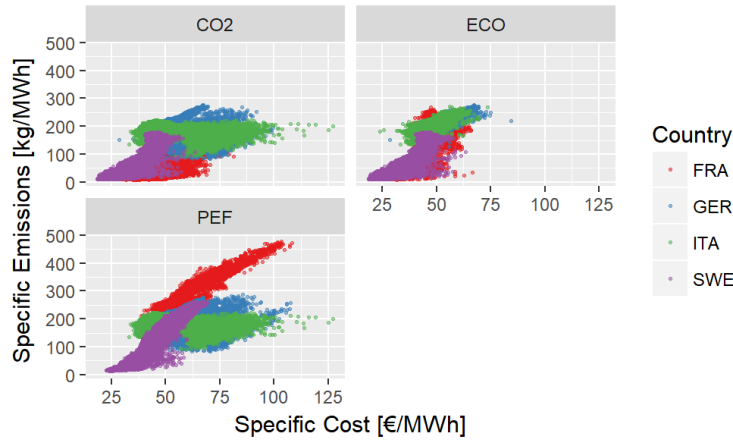 CO2
ECO
500
400
300
200
100
0
Specific Emissions [kg/MWh]
25 50 75 100 125
PEF
500
400
300
200
100
0
25 50 75 100 125
Specific Cost [€/MWh]
Country
FRA
GER
ITA
SWE